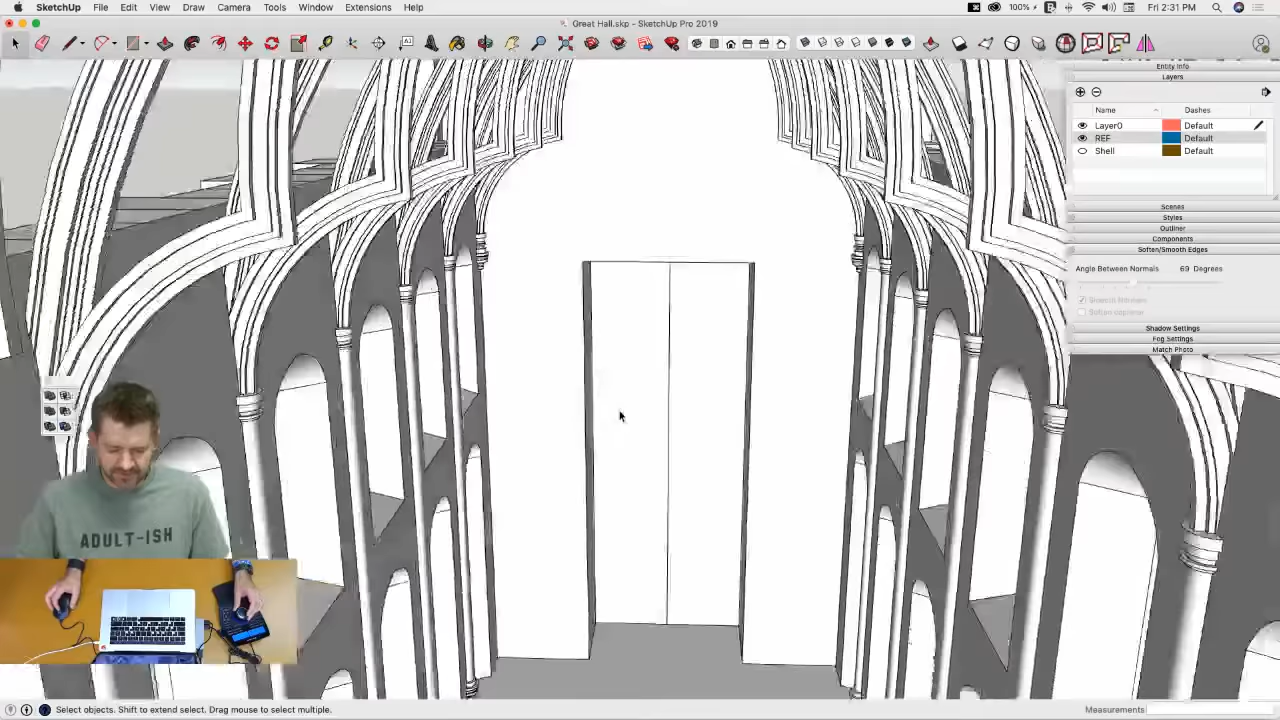 SketchUp File Edit View Draw Camera Tools Window Extensions Help
100% Fri 2:31 PM
Great Hall.skp - SketchUp Pro 2019
Entity Info
Layers
Name Dashes
Layer0 Default
REF Default
Shell Default
Scenes
Styles
Outliner
Components
Soften/Smooth Edges
Angle Between Normals 69 Degrees
Smooth Normals
Soften coplanar
Shadow Settings
Fog Settings
Match Photo
ADULT-ISH
Select objects. Shift to extend select. Drag mouse to select multiple.
Measurements